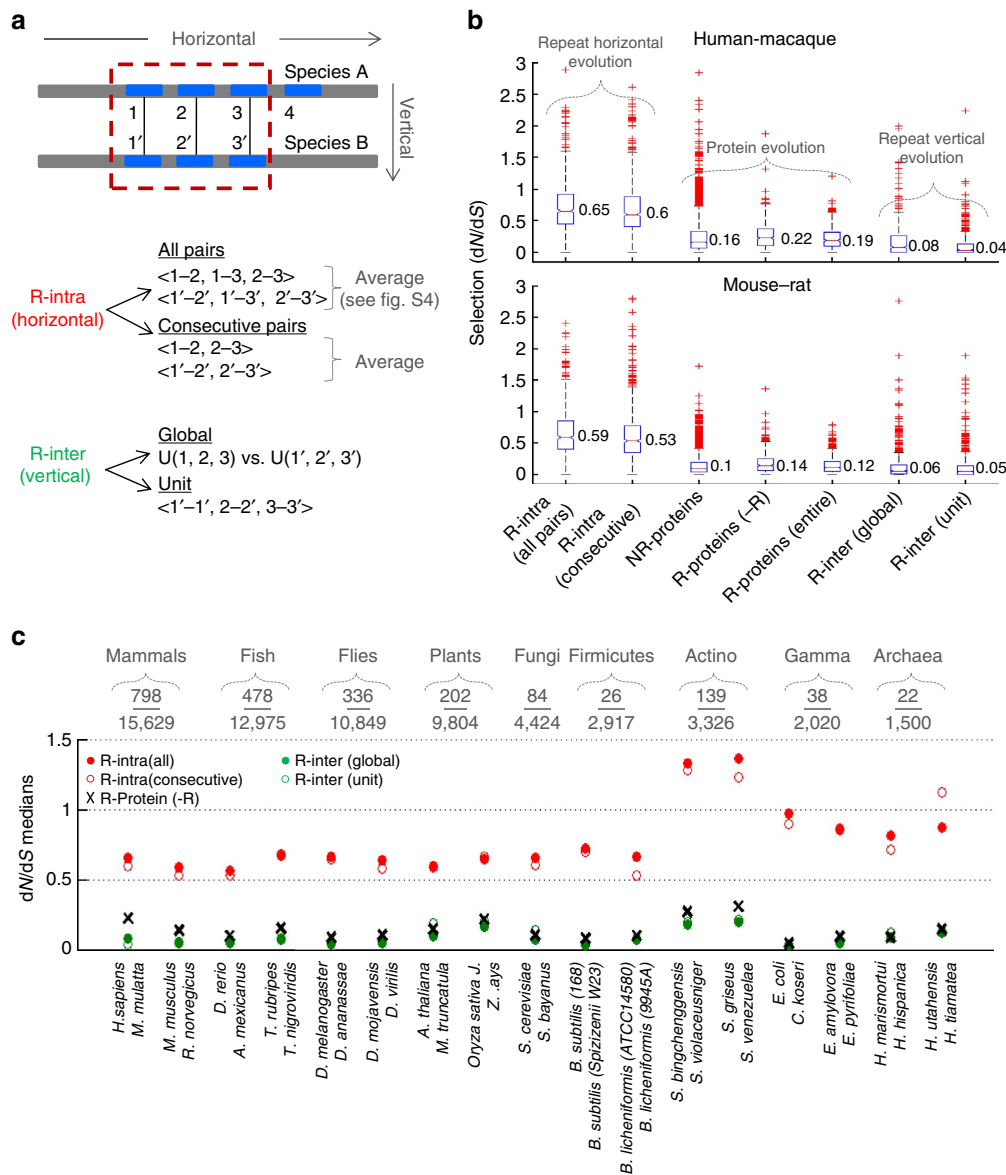 a
Horizontal
Species A
1 2 3 4
Vertical
1′ 2′ 3′
Species B
All pairs
<1–2, 1–3, 2–3>
<1′–2′, 1′–3′, 2′–3′>
Average
(see fig. S4)
R-intra
(horizontal)
Consecutive pairs
<1–2, 2–3>
<1′–2′, 2′–3′>
Average
R-inter
(vertical)
Global
U(1, 2, 3) vs. U(1′, 2′, 3′)
Unit
<1′–1′, 2–2′, 3–3′>
b
Human-macaque
Repeat horizontal
evolution
Protein evolution
Repeat vertical
evolution
3
2.5
2
1.5
1
0.5
0
0.65 0.6 0.16 0.22 0.19 0.08 0.04
Selection (dN/dS)
Mouse–rat
3
2.5
2
1.5
1
0.5
0
0.59 0.53 0.1 0.14 0.12 0.06 0.05
R-intra
(all pairs)
R-intra
(consecutive)
NR-proteins
R-proteins (–R)
R-proteins (entire)
R-inter (global)
R-inter (unit)
c
Mammals Fish Flies Plants Fungi Firmicutes Actino Gamma Archaea
798 478 336 202 84 26 139 38 22
15,629 12,975 10,849 9,804 4,424 2,917 3,326 2,020 1,500
1.5
1
0.5
0
dN/dS medians
R-intra(all)
R-intra(consecutive)
R-Protein (-R)
R-inter (global)
R-inter (unit)
H.sapiens
M. mulatta
M. musculus
R. norvegicus
D. rerio
A. mexicanus
T. rubripes
T. nigroviridis
D. melanogaster
D. ananassae
D. mojavensis
D. virilis
A. thaliana
M. truncatula
Oryza sativa J.
Z. .ays
S. cerevisiae
S. bayanus
B. subtilis (168)
B. subtilis (Spizizenii W23)
B. licheniformis (ATCC14580)
B. licheniformis (9945A)
S. bingchenggensis
S. violaceusniger
S. griseus
S. venezuelae
E. coli
C. koseri
E. amylovora
E. pyrifoliae
H. marismortui
H. hispanica
H. utahensis
H. tiamatea